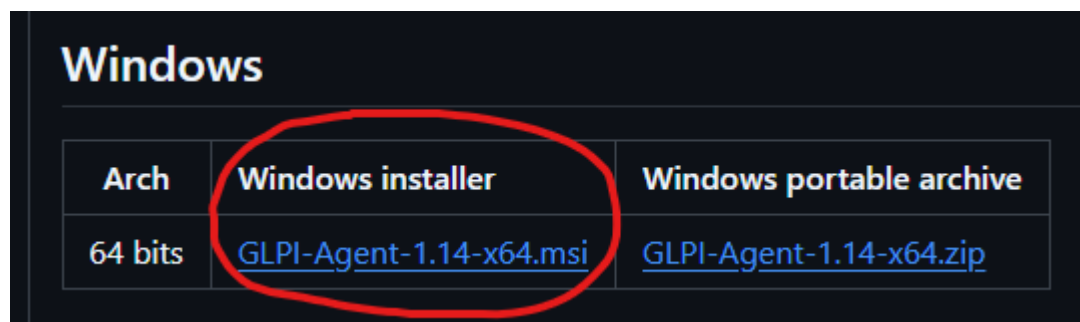 Windows
Arch Windows installer Windows portable archive
64 bits GLPI-Agent-1.14-x64.msi GLPI-Agent-1.14-x64.zip